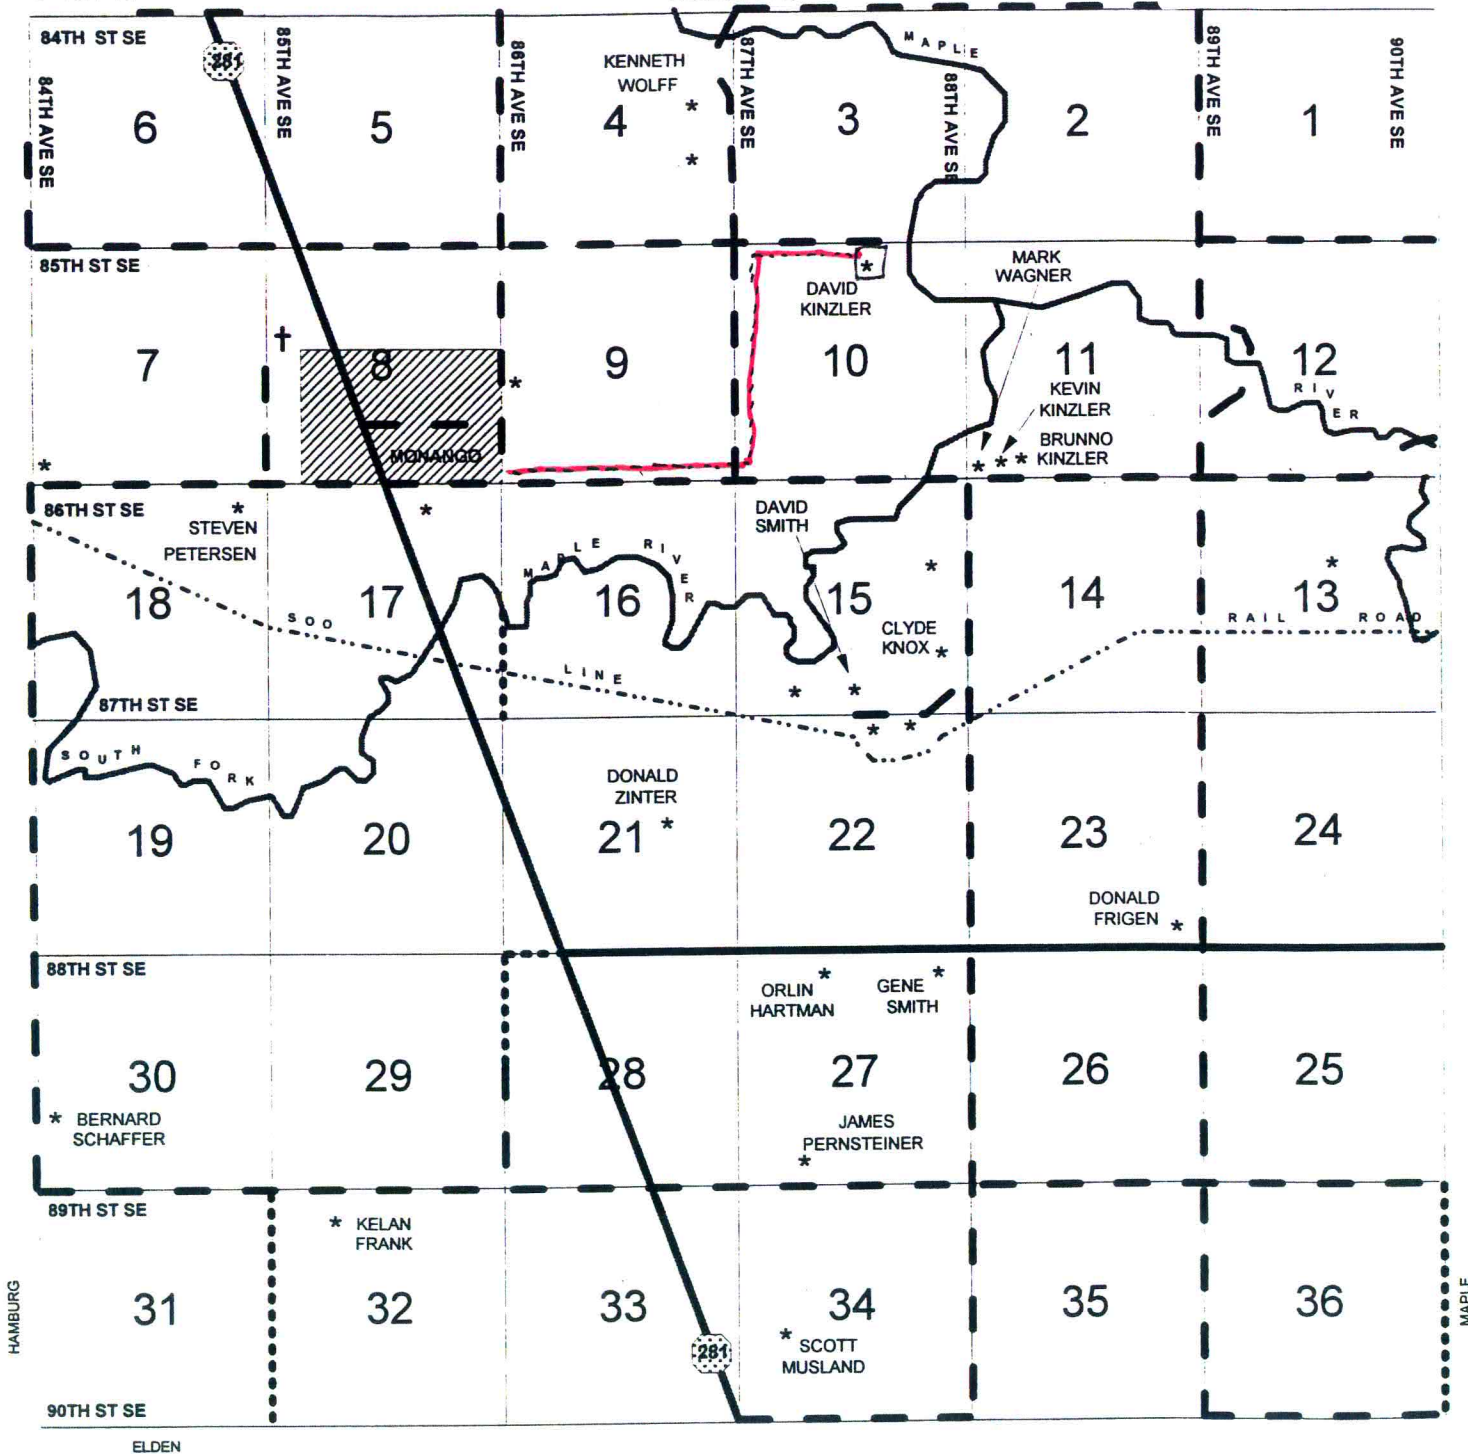 84TH ST SE
84TH AVE SE
281
85TH AVE SE
86TH AVE SE
KENNETH
WOLFF
87TH AVE SE
MAPLE
88TH AVE SE
89TH AVE SE
90TH AVE SE
6
5
4
3
2
1
85TH ST SE
7
8
MONANGO
9
DAVID
KINZLER
10
MARK
WAGNER
11
KEVIN
KINZLER
BRUNNO
KINZLER
12
RIVER
86TH ST SE
STEVEN
PETERSEN
18
17
MAPLE RIVER
16
DAVID
SMITH
15
CLYDE
KNOX
14
13
SOO
LINE
RAIL ROAD
87TH ST SE
SOUTH
FORK
19
20
DONALD
ZINTER
21
22
23
24
DONALD
FRIGEN
88TH ST SE
ORLIN
HARTMAN
GENE
SMITH
30
29
28
27
26
25
BERNARD
SCHAFFER
JAMES
PERNSTEINER
89TH ST SE
KELAN
FRANK
31
32
33
34
35
36
HAMBURG
MAPLE
281
SCOTT
MUSLAND
90TH ST SE
ELDEN